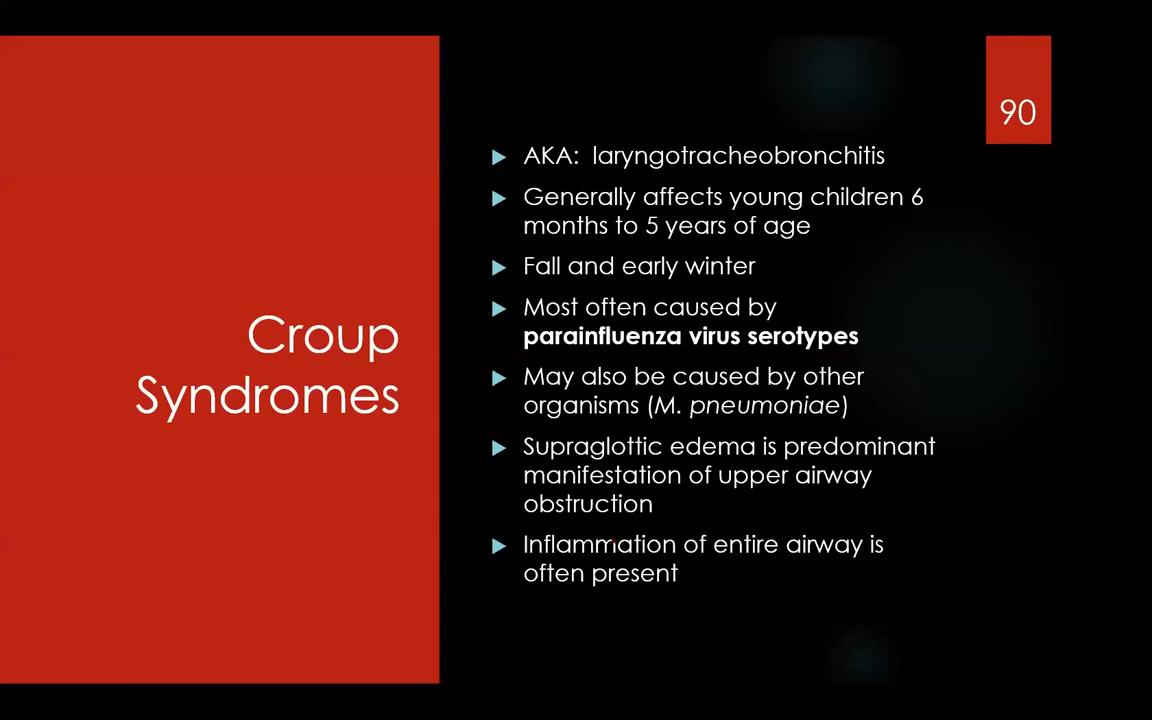 90
Croup
Syndromes
AKA: laryngotracheobronchitis
Generally affects young children 6
months to 5 years of age
Fall and early winter
Most often caused by
parainfluenza virus serotypes
May also be caused by other
organisms (M. pneumoniae)
Supraglottic edema is predominant
manifestation of upper airway
obstruction
Inflammation of entire airway is
often present